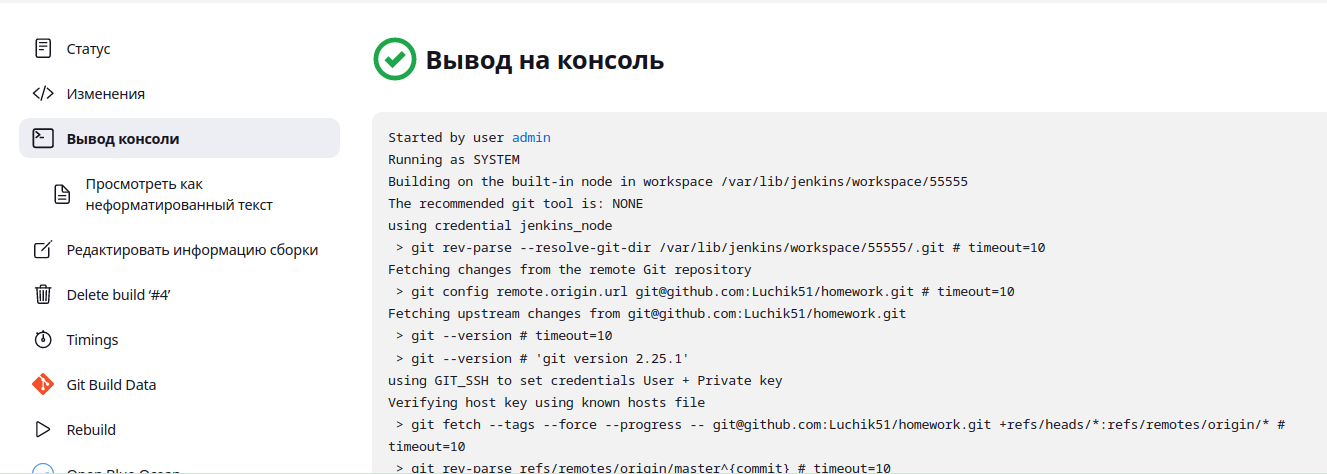 Статус
Изменения
Вывод консоли
Просмотреть как
неформатированный текст
Редактировать информацию сборки
Delete build ‘#4’
Timings
Git Build Data
Rebuild
Open Blue Ocean
Вывод на консоль
Started by user admin
Running as SYSTEM
Building on the built-in node in workspace /var/lib/jenkins/workspace/55555
The recommended git tool is: NONE
using credential jenkins_node
> git rev-parse --resolve-git-dir /var/lib/jenkins/workspace/55555/.git # timeout=10
Fetching changes from the remote Git repository
> git config remote.origin.url git@github.com:Luchik51/homework.git # timeout=10
Fetching upstream changes from git@github.com:Luchik51/homework.git
> git --version # timeout=10
> git --version # 'git version 2.25.1'
using GIT_SSH to set credentials User + Private key
Verifying host key using known hosts file
> git fetch --tags --force --progress -- git@github.com:Luchik51/homework.git +refs/heads/*:refs/remotes/origin/* #
timeout=10
> git rev-parse refs/remotes/origin/master^{commit} # timeout=10